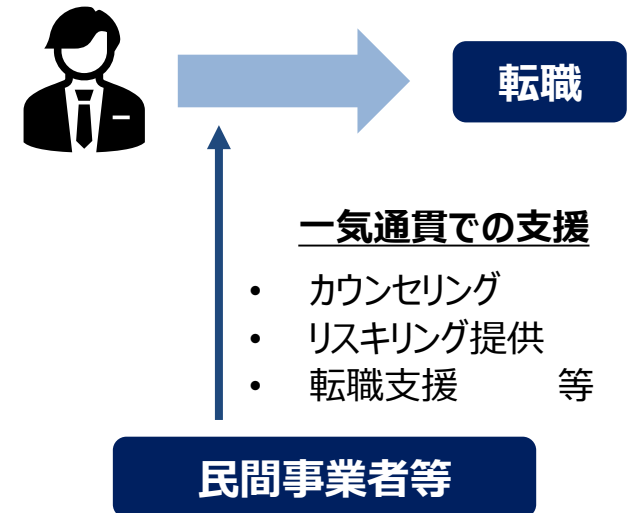 転職
一気通貫での支援
• カウンセリング
• リスキリング提供
• 転職支援 等
民間事業者等